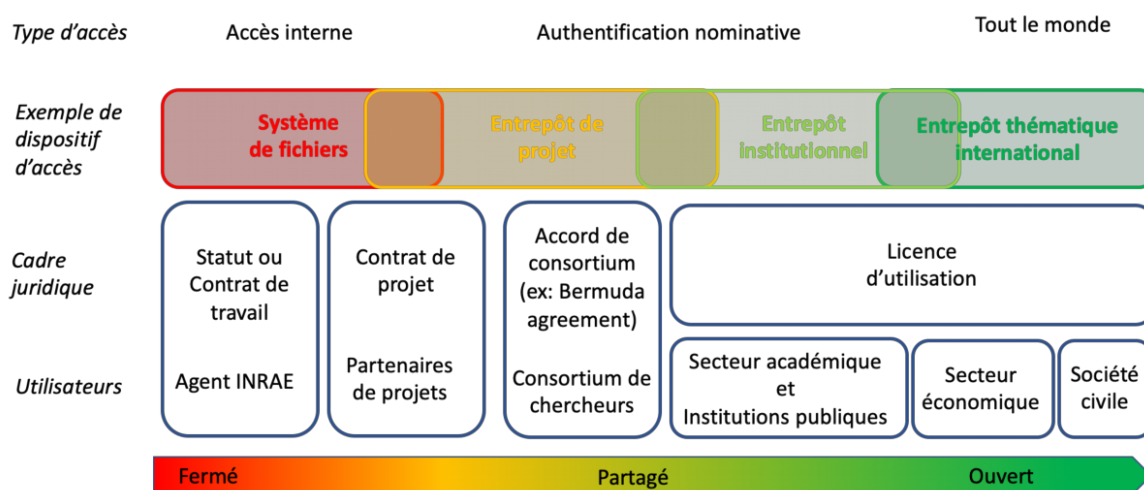 Type d'accès
Accès interne
Authentification nominative
Tout le monde
Exemple de
dispositif
d'accès
Système
de fichiers
Entrepôt de
projet
Entrepôt
institutionnel
Entrepôt thématique
international
Cadre
juridique
Statut ou
Contrat de
travail
Contrat de
projet
Accord de
consortium
(ex: Bermuda
agreement)
Licence
d'utilisation
Utilisateurs
Agent INRAE
Partenaires
de projets
Consortium de
chercheurs
Secteur académique
et
Institutions publiques
Secteur
économique
Société
civile
Fermé
Partagé
Ouvert